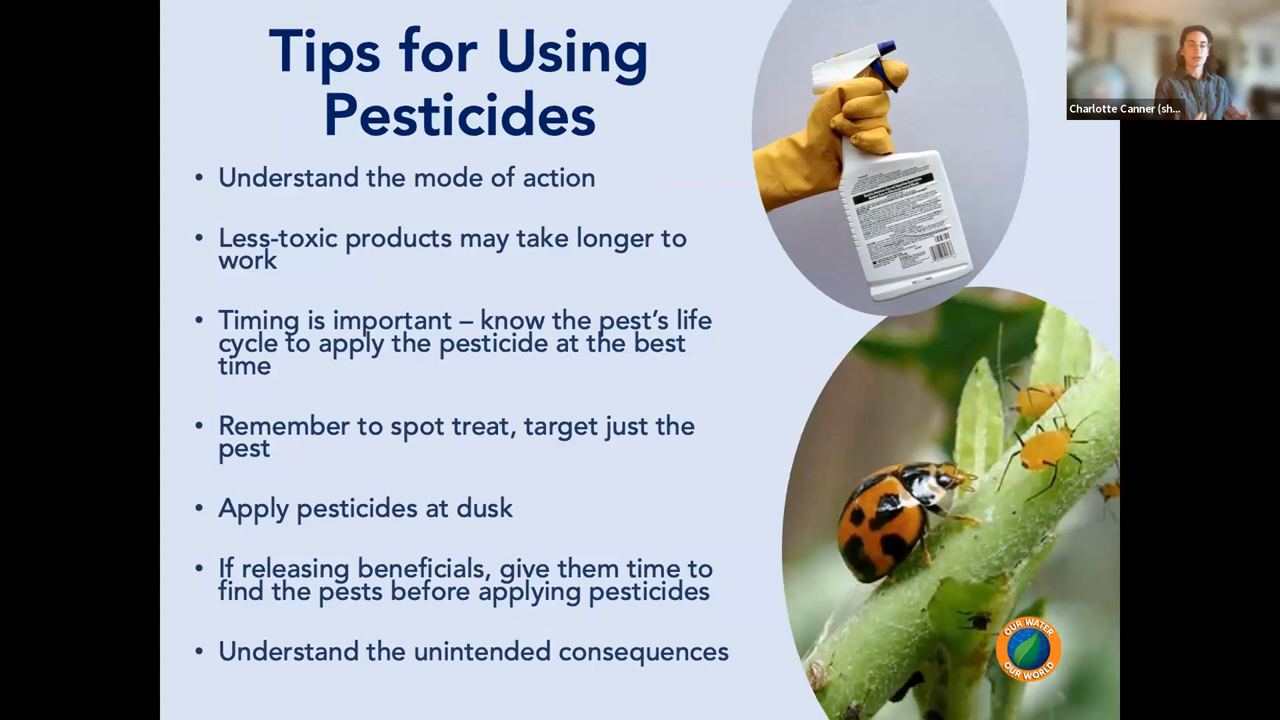 Tips for Using
Pesticides
• Understand the mode of action
• Less-toxic products may take longer to
work
• Timing is important – know the pest's life
cycle to apply the pesticide at the best
time
• Remember to spot treat, target just the
pest
• Apply pesticides at dusk
• If releasing beneficials, give them time to
find the pests before applying pesticides
• Understand the unintended consequences
Charlotte Canner (sh...
OUR WATER
OUR WORLD